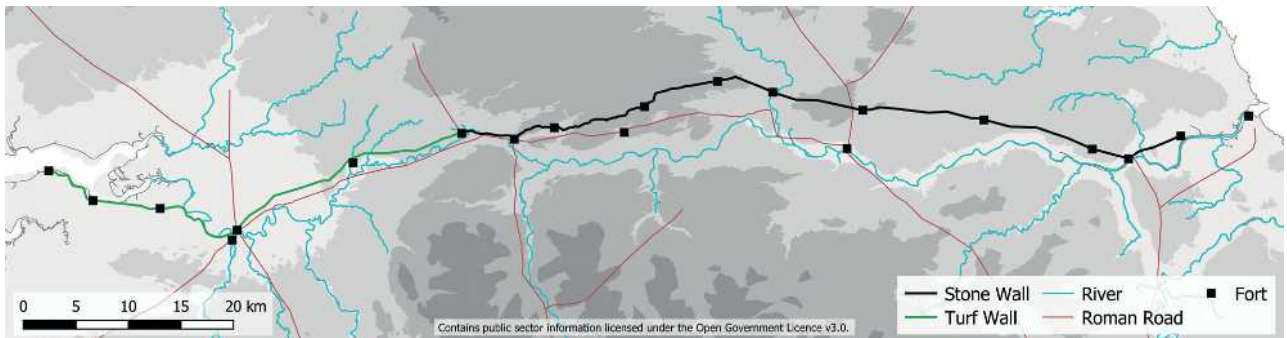 0 5 10 15 20 km
Contains public sector information licensed under the Open Government Licence v3.0.
Stone Wall River Fort
Turf Wall Roman Road